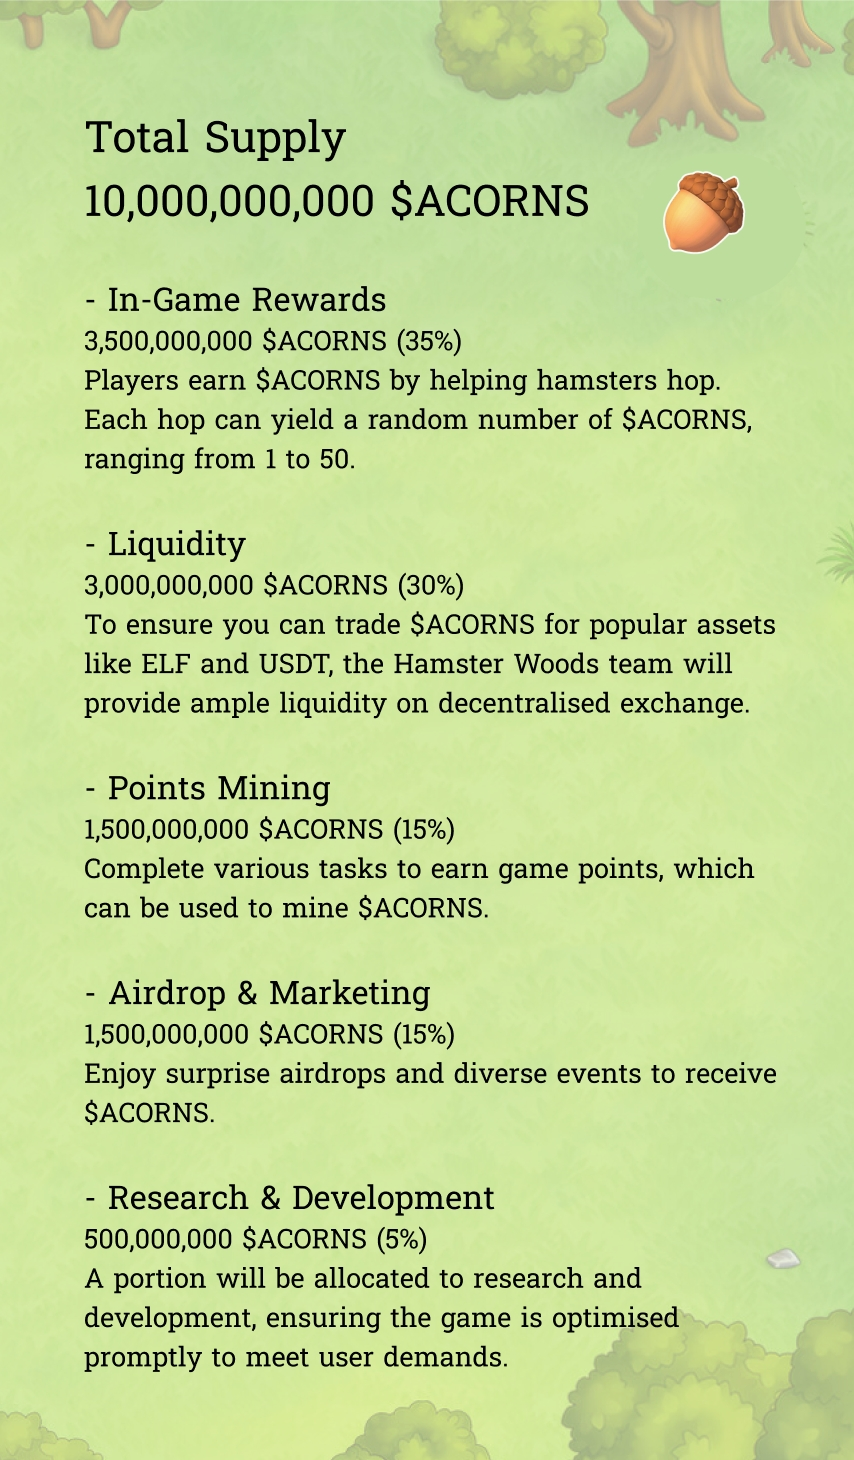 Total Supply
10,000,000,000 $ACORNS
- In-Game Rewards
3,500,000,000 $ACORNS (35%)
Players earn $ACORNS by helping hamsters hop.
Each hop can yield a random number of $ACORNS,
ranging from 1 to 50.
- Liquidity
3,000,000,000 $ACORNS (30%)
To ensure you can trade $ACORNS for popular assets
like ELF and USDT, the Hamster Woods team will
provide ample liquidity on decentralised exchange.
- Points Mining
1,500,000,000 $ACORNS (15%)
Complete various tasks to earn game points, which
can be used to mine $ACORNS.
- Airdrop & Marketing
1,500,000,000 $ACORNS (15%)
Enjoy surprise airdrops and diverse events to receive
$ACORNS.
- Research & Development
500,000,000 $ACORNS (5%)
A portion will be allocated to research and
development, ensuring the game is optimised
promptly to meet user demands.